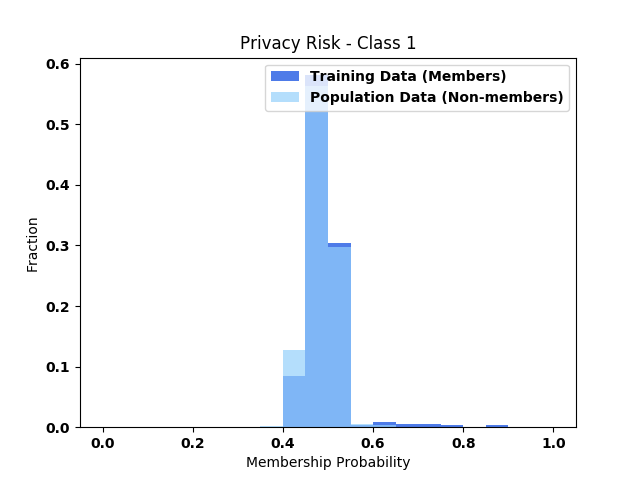 Privacy Risk - Class 1
Training Data (Members)
Population Data (Non-members)
Fraction
0.6
0.5
0.4
0.3
0.2
0.1
0.0
0.0 0.2 0.4 0.6 0.8 1.0
Membership Probability